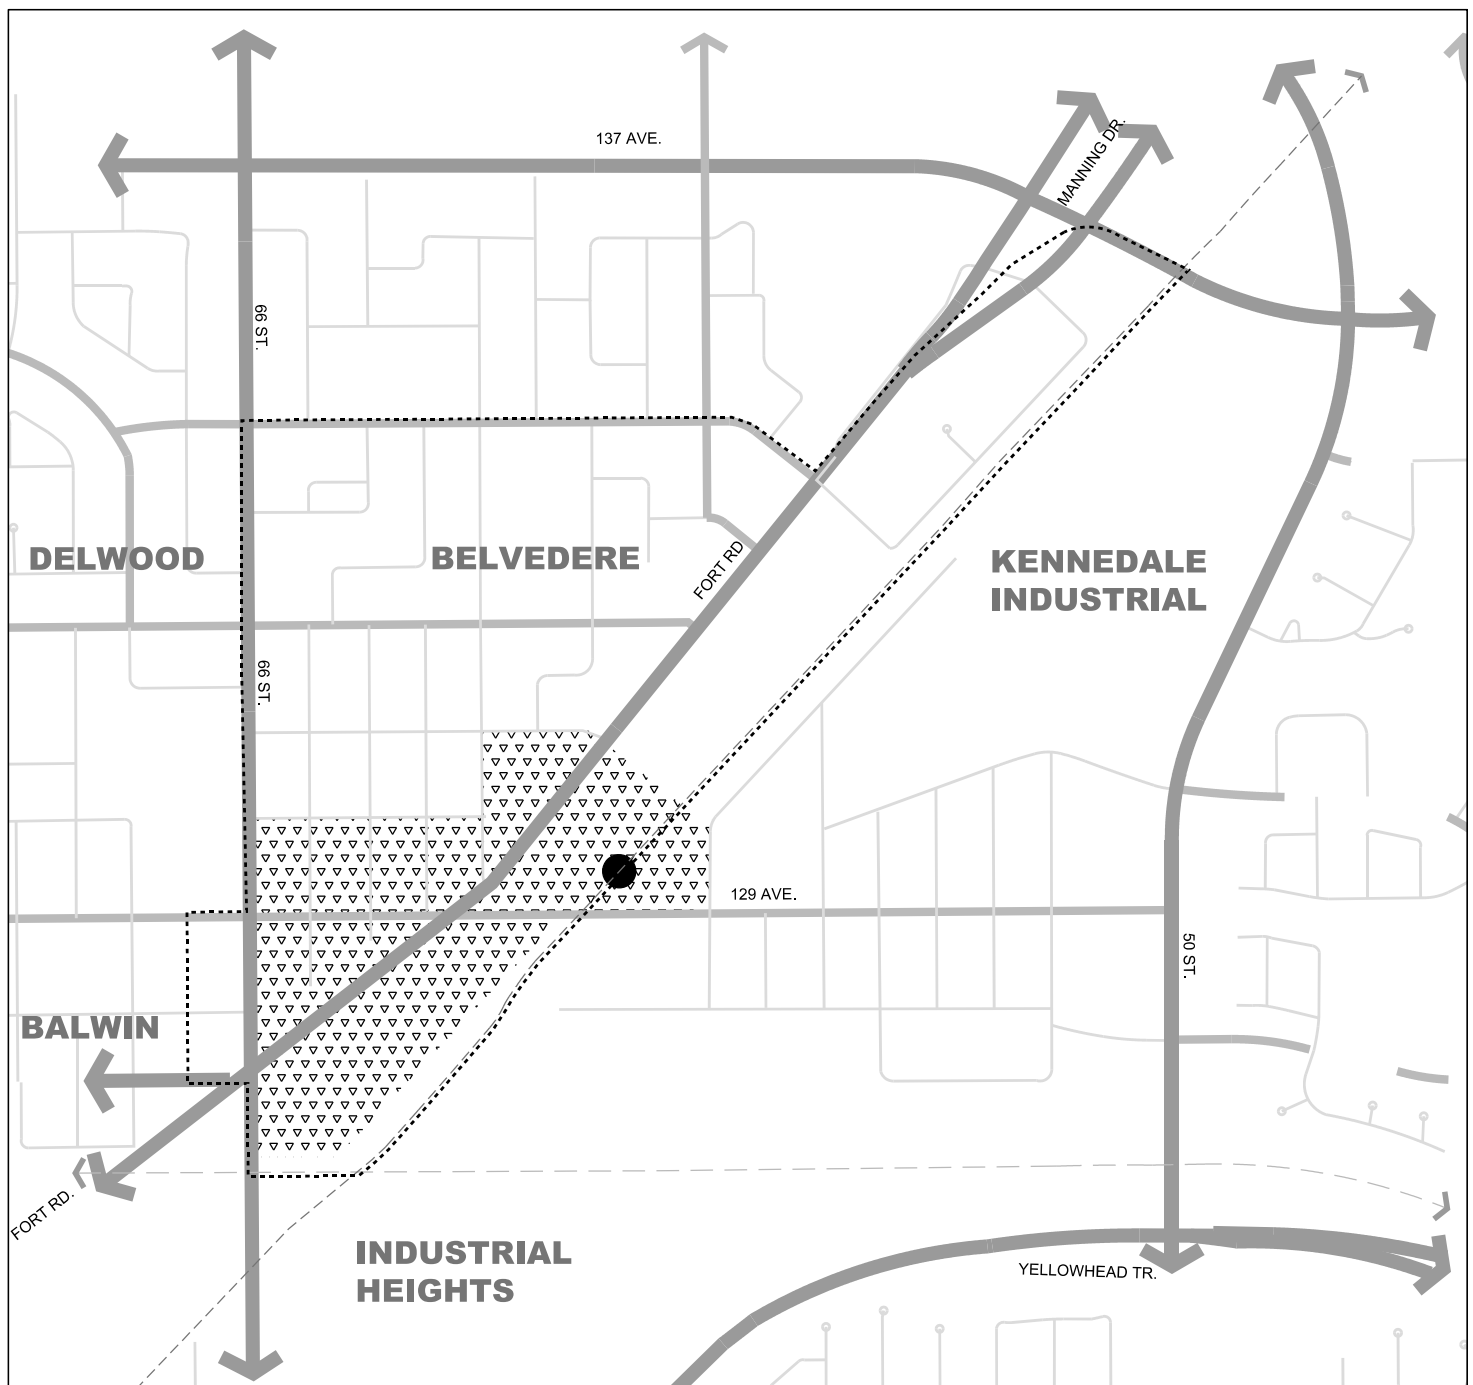 137 AVE.
MANNING DR.
66 ST.
DELWOOD
BELVEDERE
FORT RD
KENNEDALE
INDUSTRIAL
66 ST.
129 AVE.
50 ST.
BALWIN
FORT RD.
INDUSTRIAL
HEIGHTS
YELLOWHEAD TR.